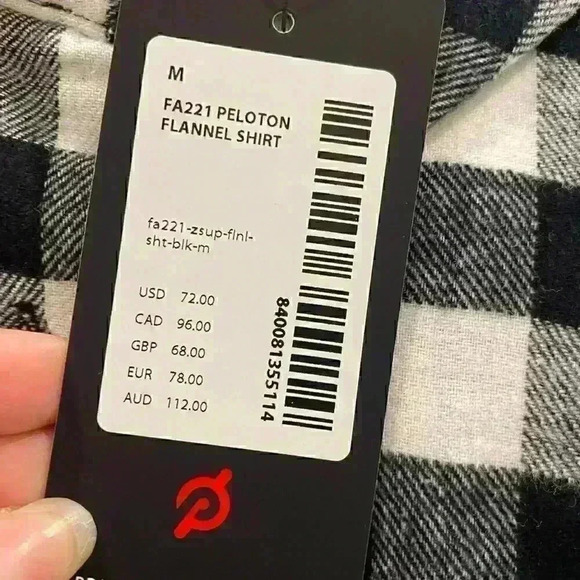 M
FA221 PELOTON
FLANNEL SHIRT
fa221-zsup-flnl-
sht-blk-m
USD 72.00
CAD 96.00
GBP 68.00
EUR 78.00
AUD 112.00
840081355114